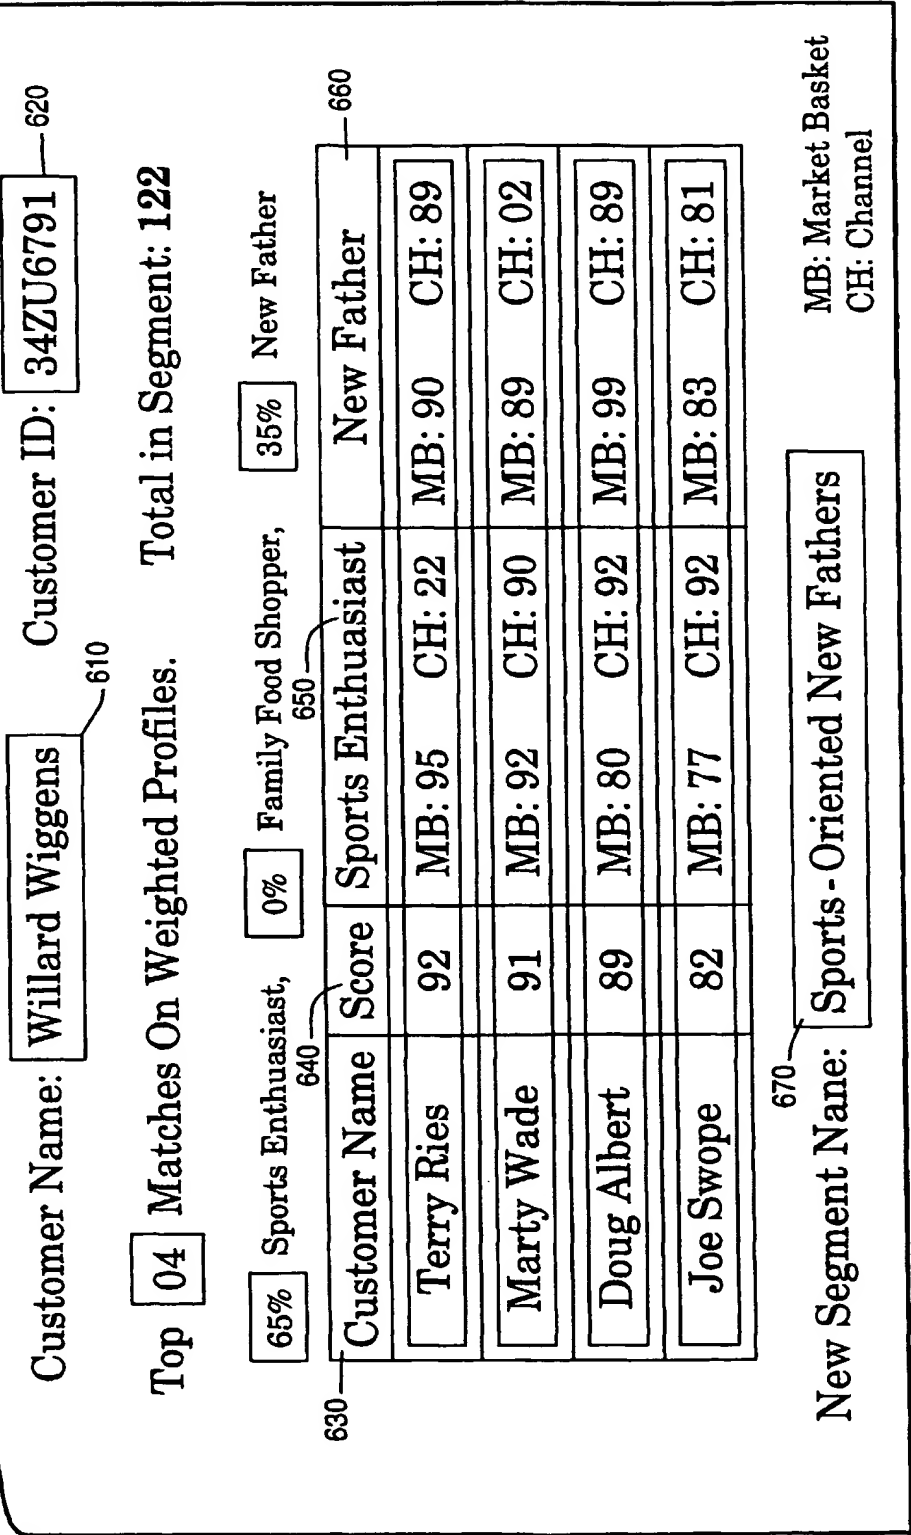 Customer Name: Willard Wiggens Customer ID: 34ZU6791 620
610
Top 04 Matches On Weighted Profiles. Total in Segment: 122
65% Sports Enthusiast, 0% Family Food Shopper, 35% New Father
630 640 650 660
Customer Name Score Sports Enthusiast New Father
Terry Ries 92 MB: 95 CH: 22 MB: 90 CH: 89
Marty Wade 91 MB: 92 CH: 90 MB: 89 CH: 02
Doug Albert 89 MB: 80 CH: 92 MB: 99 CH: 89
Joe Swope 82 MB: 77 CH: 92 MB: 83 CH: 81
670
New Segment Nane: Sports - Oriented New Fathers
MB: Market Basket
CH: Channel